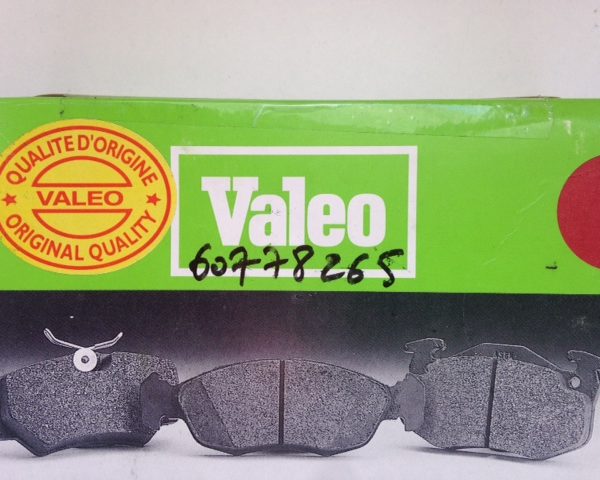 QUALITE D'ORIGINE
VALEO
ORIGINAL QUALITY
Valeo
60778265